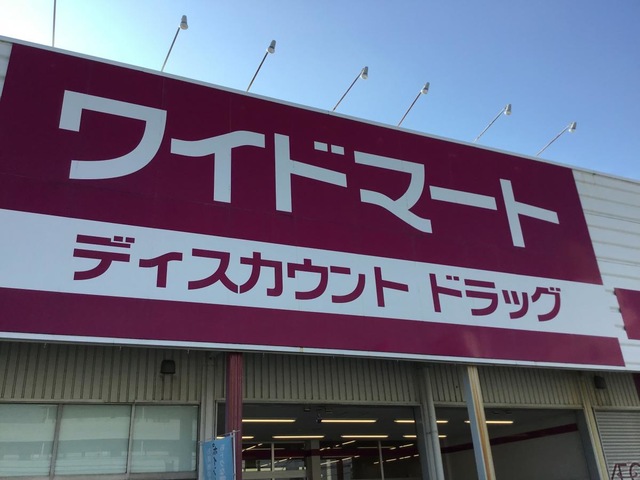 ワイドマート
ディスカウント ドラッグ